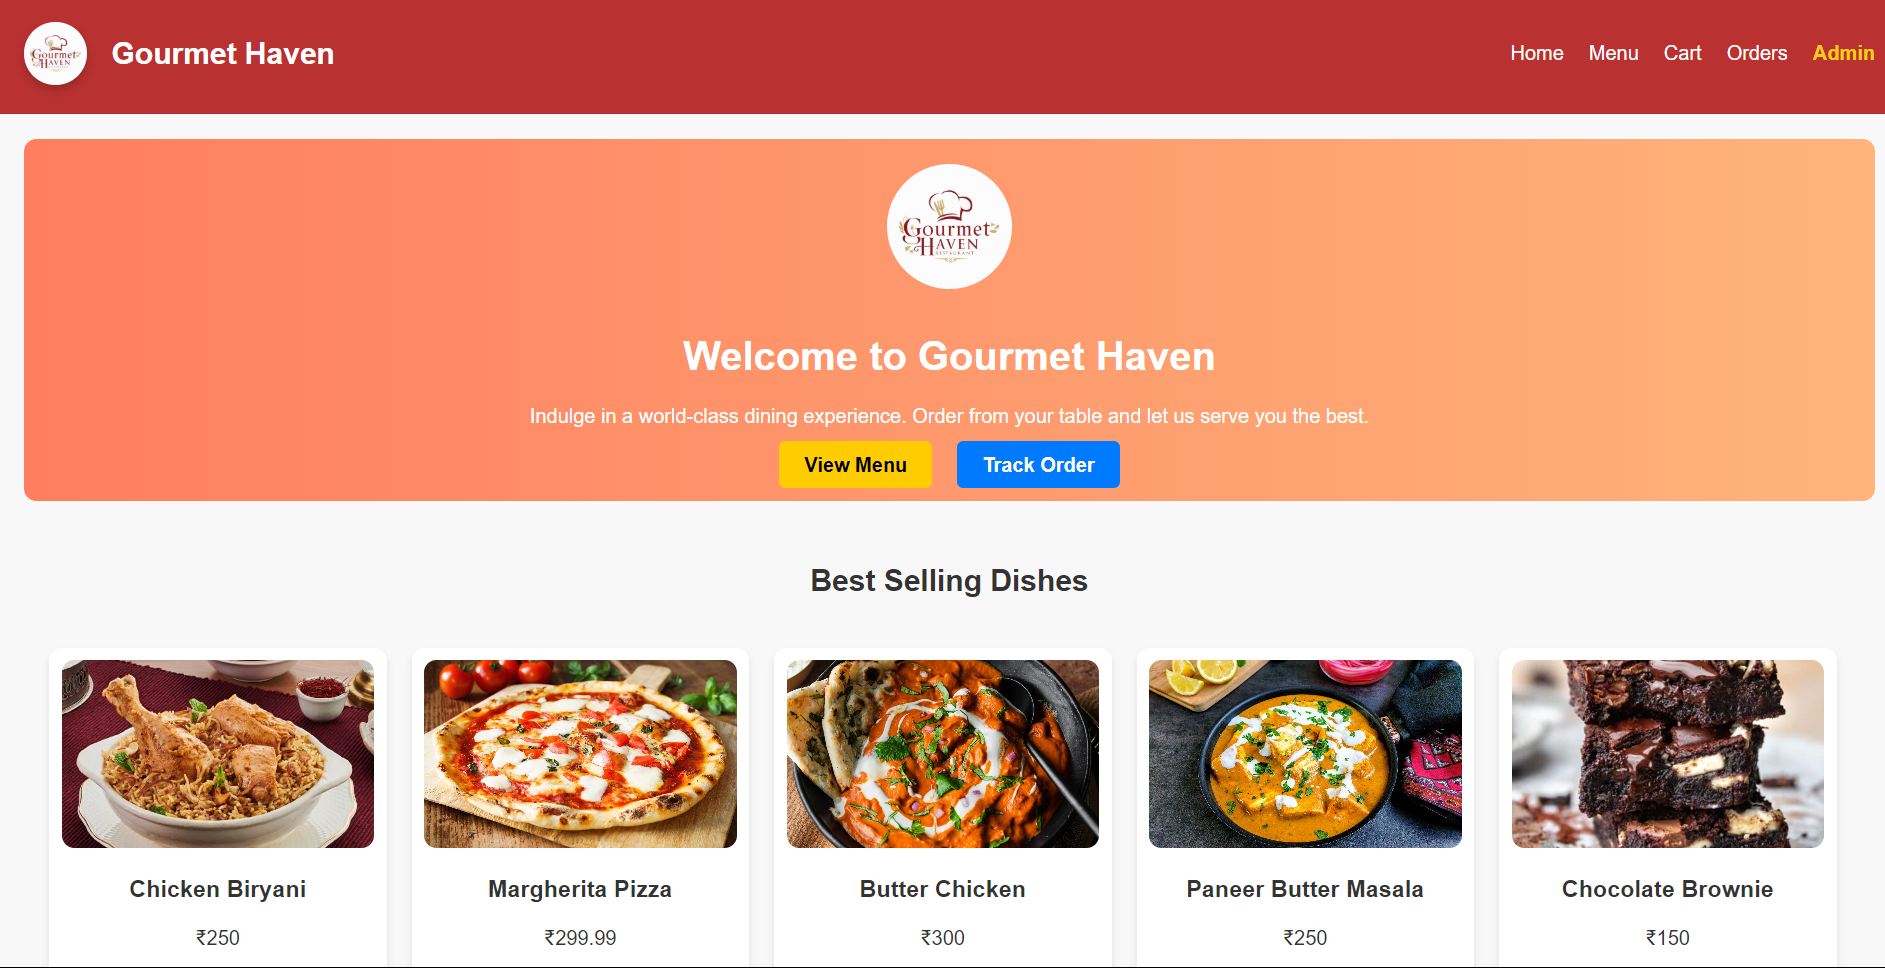 Gourmet
HAVEN
Gourmet Haven
Home Menu Cart Orders Admin
Gourmet
HAVEN
RESTAURANT
Welcome to Gourmet Haven
Indulge in a world-class dining experience. Order from your table and let us serve you the best.
View Menu Track Order
Best Selling Dishes
Chicken Biryani Margherita Pizza Butter Chicken Paneer Butter Masala Chocolate Brownie
₹250 ₹299.99 ₹300 ₹250 ₹150